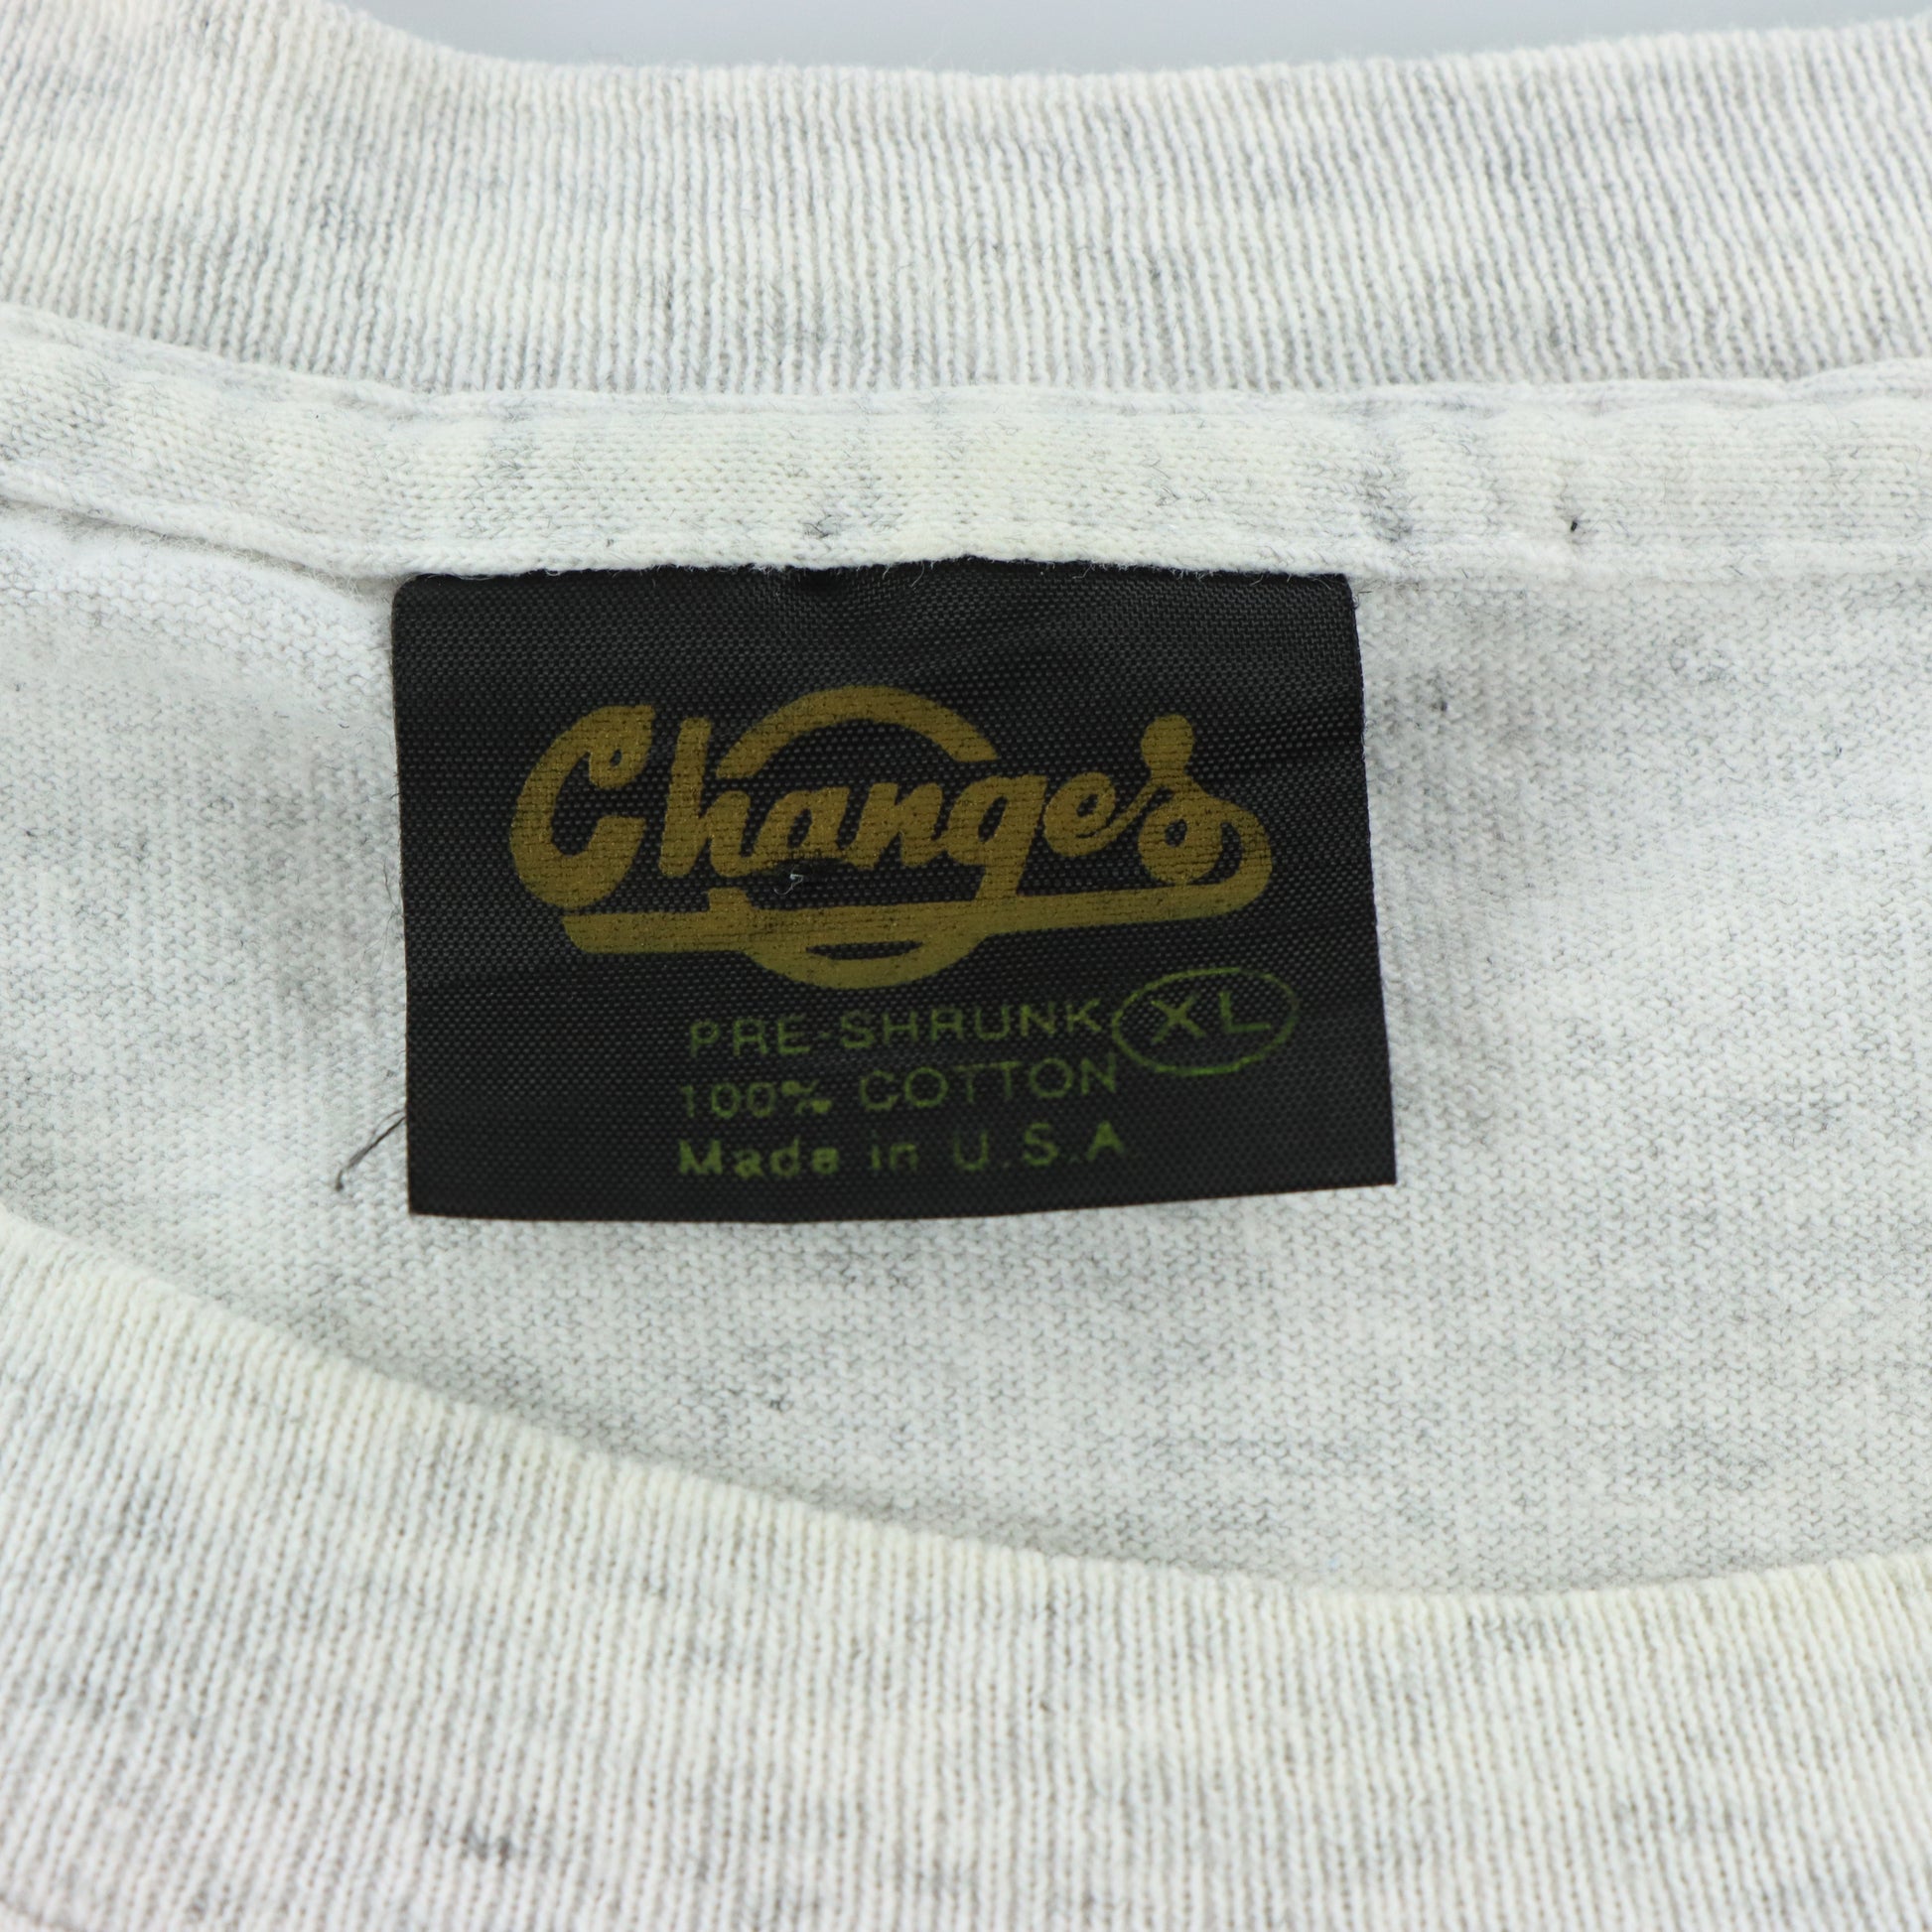 Changes
PRE-SHRUNK XL
100% COTTON
Made in U.S.A